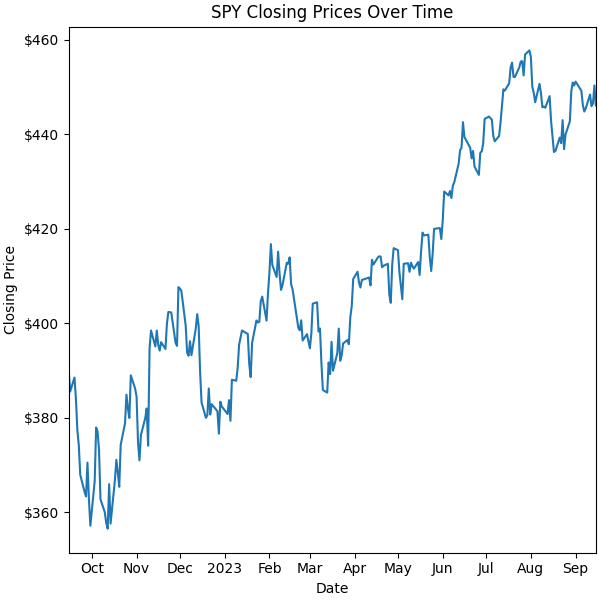 SPY Closing Prices Over Time
Closing Price
$460
$440
$420
$400
$380
$360
Oct Nov Dec 2023 Feb Mar Apr May Jun Jul Aug Sep
Date